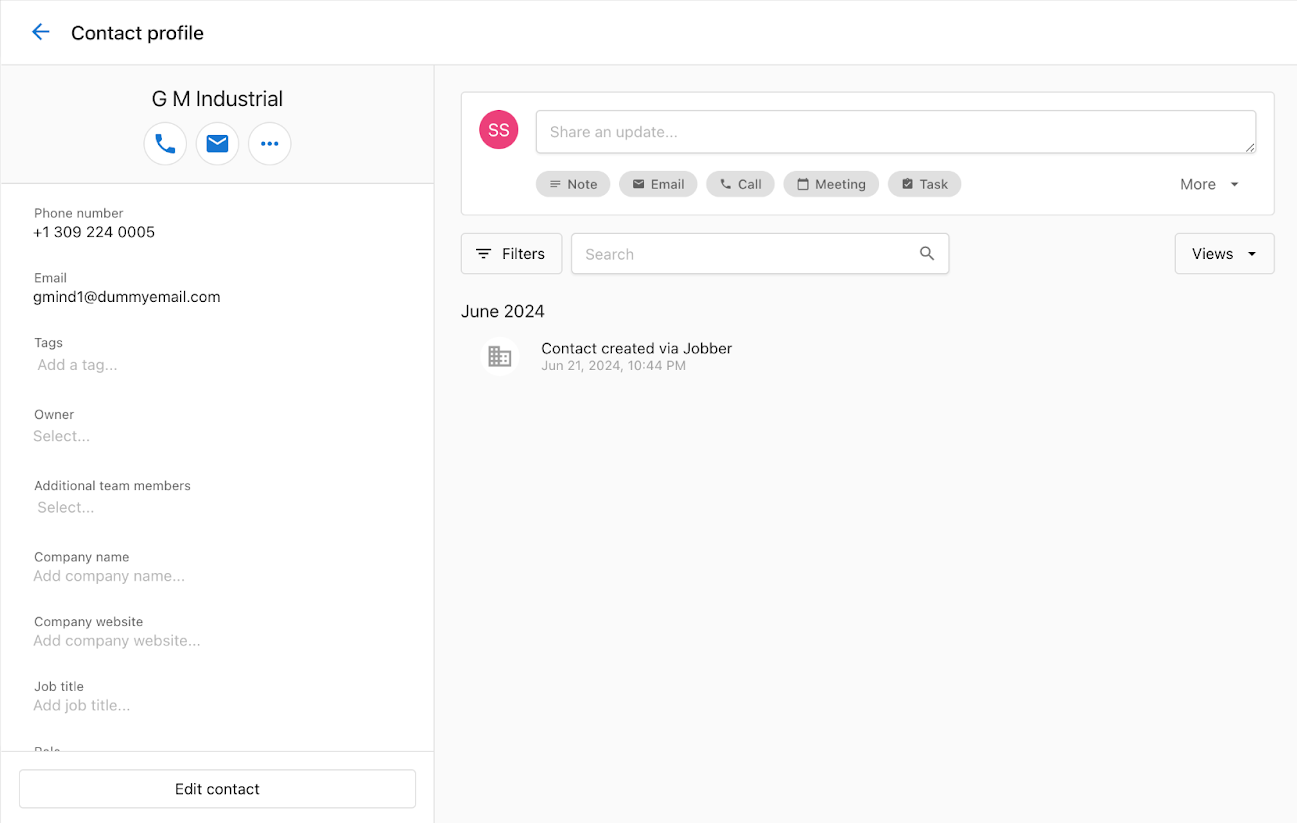 Contact profile
G M Industrial
Phone number
+1 309 224 0005
Email
gmind1@dummyemail.com
Tags
Add a tag...
Owner
Select...
Additional team members
Select...
Company name
Add company name...
Company website
Add company website...
Job title
Add job title...
Edit contact
SS
Share an update...
Note
Email
Call
Meeting
Task
More
Filters
Search
Views
June 2024
Contact created via Jobber
Jun 21, 2024, 10:44 PM